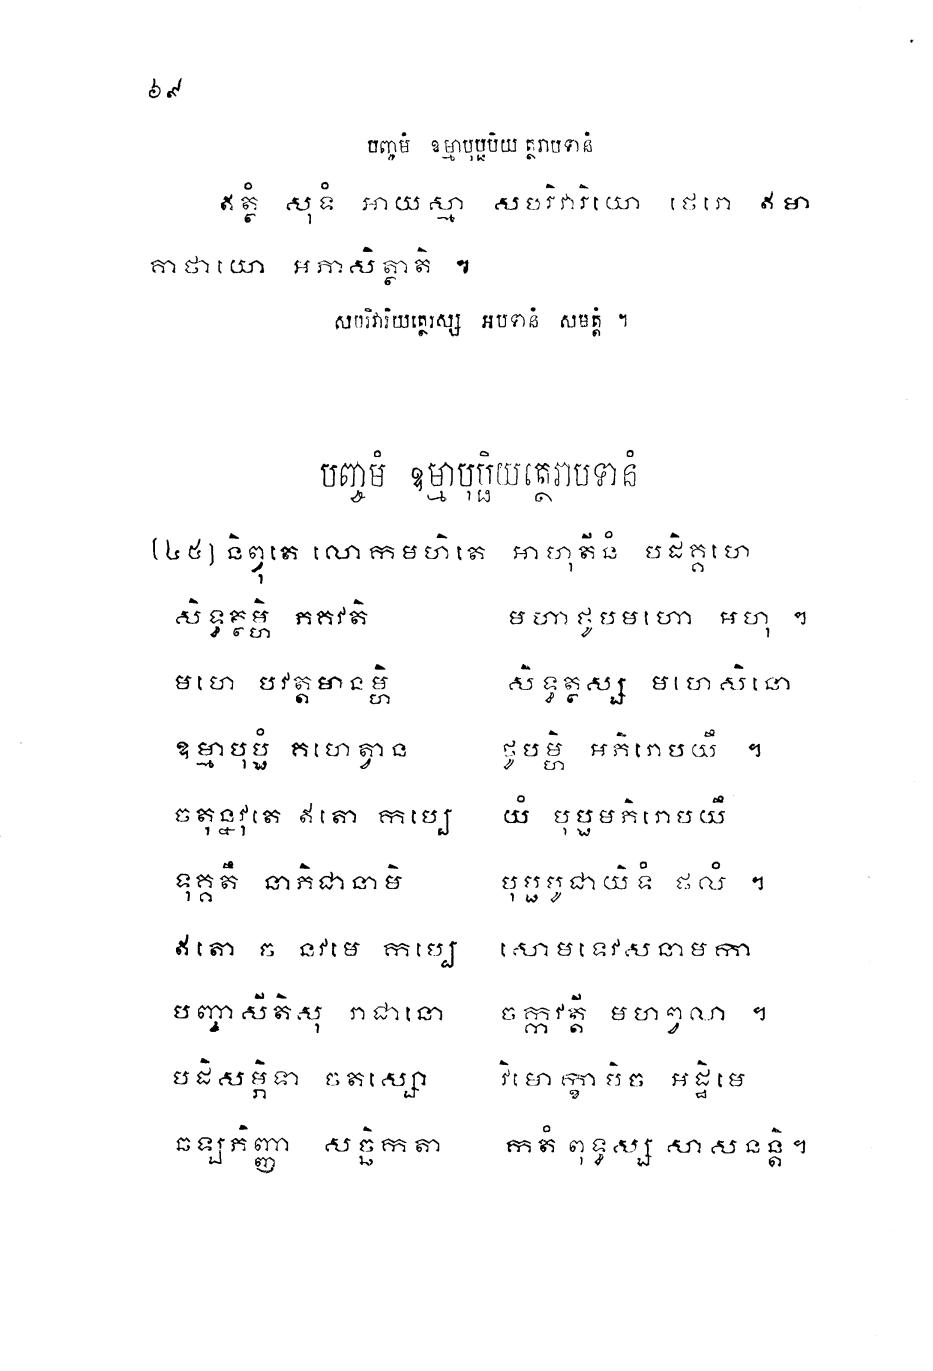 ៦៩
បញ្ចមំ ឧម្មាបុប្ផិយត្ថេរាបទានំ
ឥត្ថំ សុទំ អាយស្មា សបរិវារិយោ ថេរោ ឥមា
គាថាយោ អភាសិត្ថាតិ ។
សបរិវារិយត្ថេរស្ស អបទានំ សមត្តំ ។
បញ្ចមំ ឧម្មាបុប្ផិយត្ថេរាបទានំ
(៤៥) និព្វុតេ លោកមហិតេ អាហុតីនំ បដិគ្គហេ
សិទ្ធត្ថម្ហិ ភគវតិ មហាថូបមហោ អហុ ។
មហេ បវត្តមានម្ហិ សិទ្ធត្ថស្ស មហេសិនោ
ឧម្មាបុប្ផំ គហេត្វាន ថូបម្ហិ អភិរោបយឹ ។
ចតុន្នវុតេ ឥតោ កប្បេ យំ បុប្ផមភិរោបយឹ
ទុគ្គតឹ នាភិជានាមិ បុប្ផបូជាយិទំ ផលំ ។
ឥតោ ច នវមេ កប្បេ សោមទេវសនាមកា
បញ្ចាសីតិសុ រាជានោ ចក្កវត្តី មហព្វលា ។
បដិសម្ភិទា ចតស្សោ វិមោក្ខាបិច អដ្ឋិមេ
ឆឡភិញ្ញា សច្ឆិកតា កតំ ពុទ្ធស្ស សាសនន្តិ។